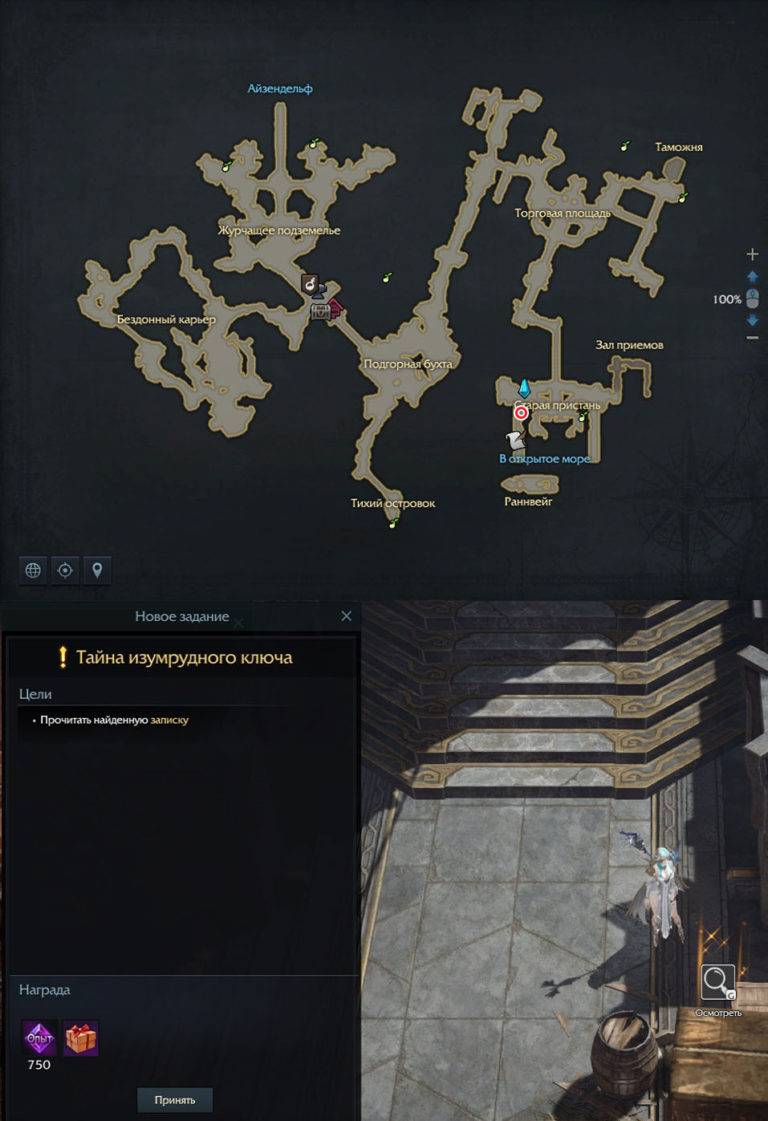 Айзендельф
Таможня
Торговая площадь
Журчащее подземелье
100%
Бездонный карьер
Зал приемов
Подгорная бухта
Старая пристань
В открытое море
Тихий островок
Раннвейг
Новое задание
Тайна изумрудного ключа
Цели
• Прочитать найденную записку
Награда
Опыт
750
Принять
G
Осмотреть